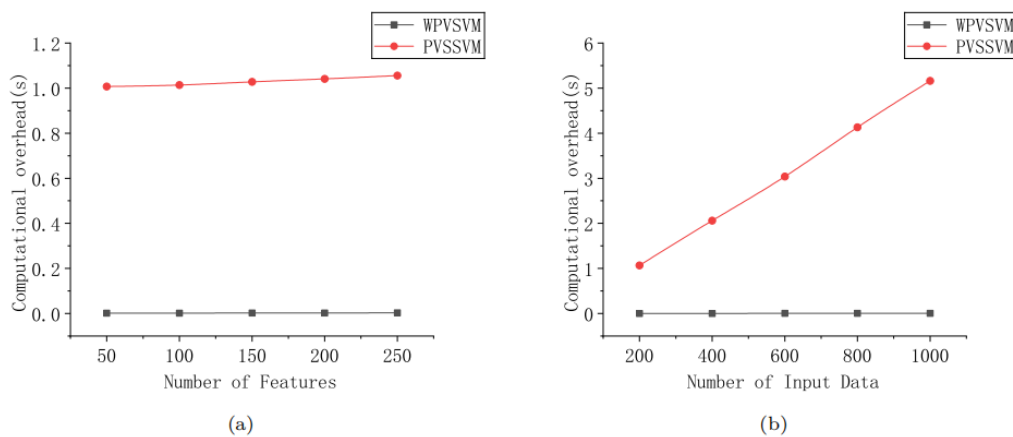 WPVSVM
PVSSVM
1.2
1.0
0.8
0.6
0.4
0.2
0.0
Computational overhead(s)
50 100 150 200 250
Number of Features
(a)
WPVSVM
PVSSVM
6
5
4
3
2
1
0
Computational overhead(s)
200 400 600 800 1000
Number of Input Data
(b)